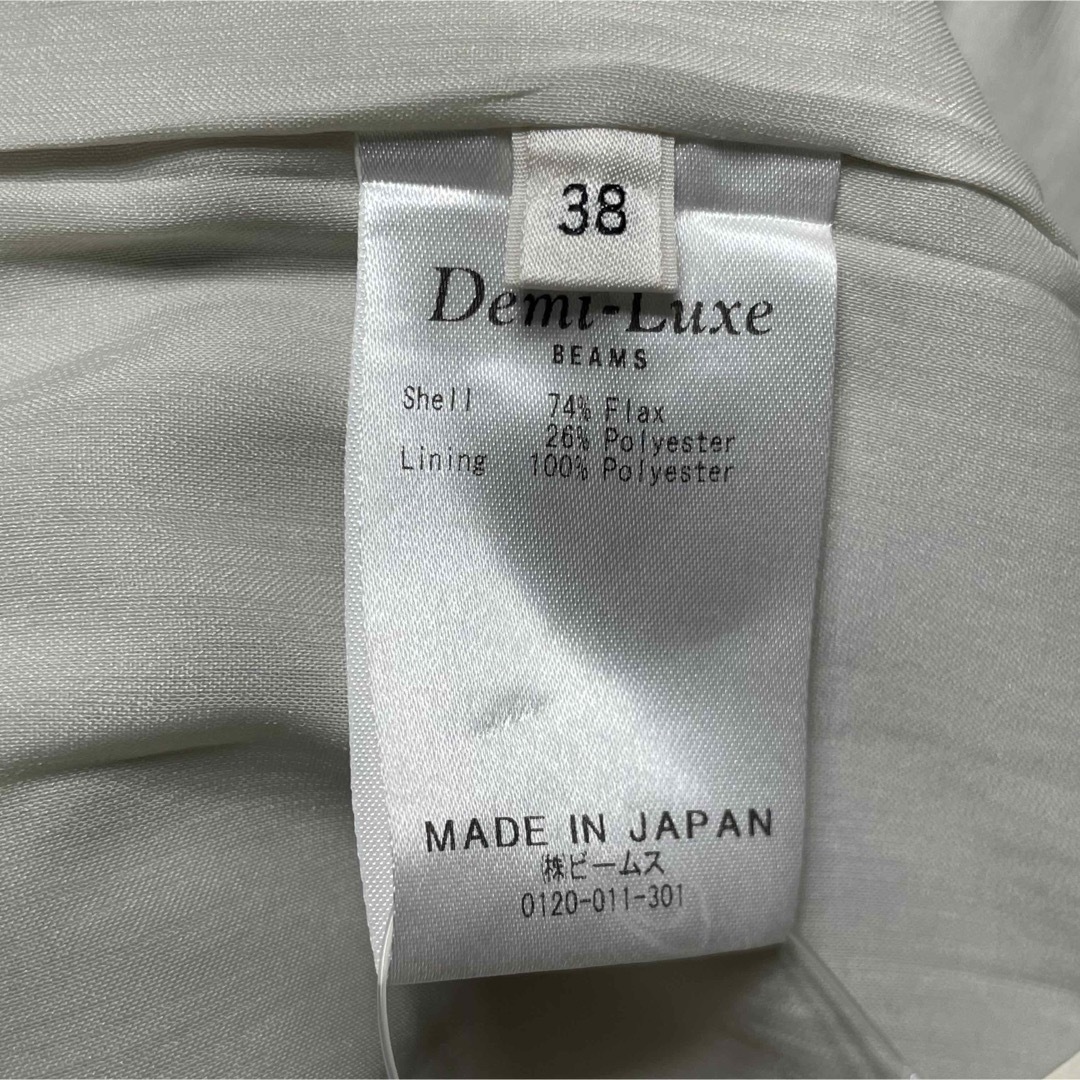 38
Demi-Luxe
BEAMS
Shell 74% Flax
26% Polyester
Lining 100% Polyester
MADE IN JAPAN
㈱ビームス
0120-011-301